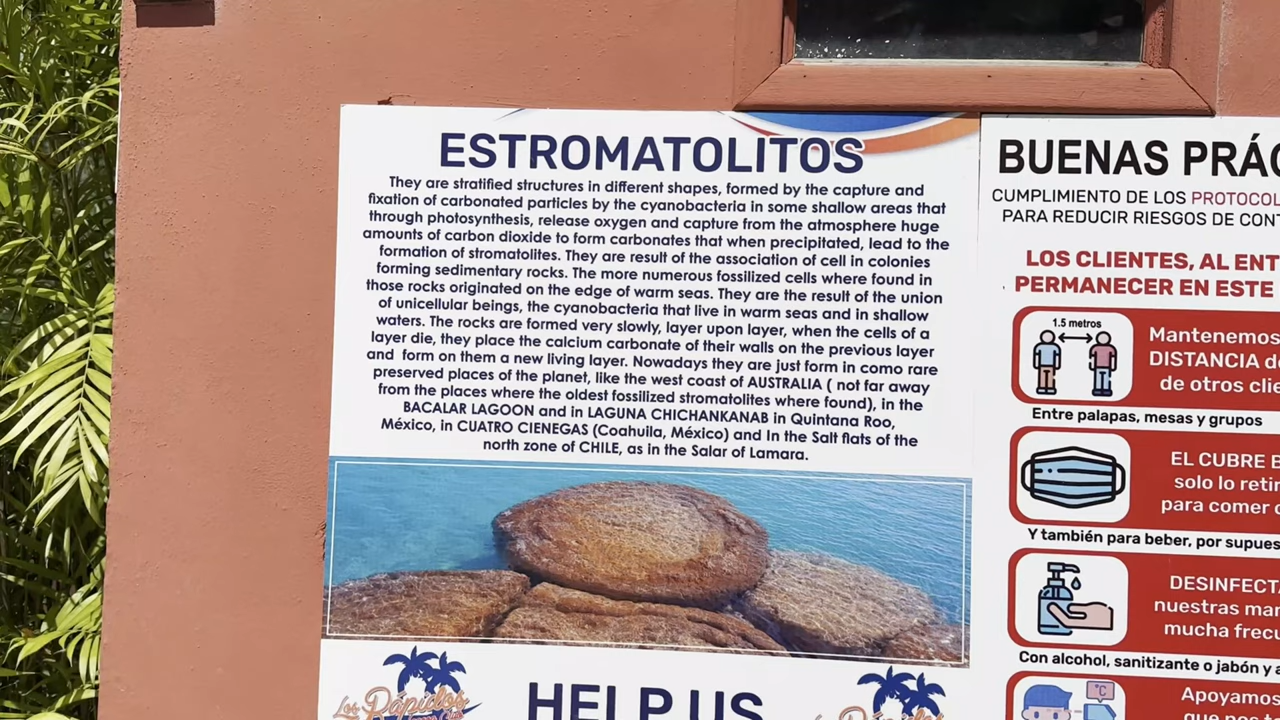 ESTROMATOLITOS
They are stratified structures in different shapes, formed by the capture and
fixation of carbonated particles by the cyanobacteria in some shallow areas that
through photosynthesis, release oxygen and capture from the atmosphere huge
amounts of carbon dioxide to form carbonates that when precipitated, lead to the
formation of stromatolites. They are result of the association of cell in colonies
forming sedimentary rocks. The more numerous fossilized cells where found in
those rocks originated on the edge of warm seas. They are the result of the union
of unicellular beings, the cyanobacteria that live in warm seas and in shallow
waters. The rocks are formed very slowly, layer upon layer, when the cells of a
layer die, they place the calcium carbonate of their walls on the previous layer
and form on them a new living layer. Nowadays they are just form in como rare
preserved places of the planet, like the west coast of AUSTRALIA ( not far away
from the places where the oldest fossilized stromatolites where found), in the
BACALAR LAGOON and in LAGUNA CHICHANKANAB in Quintana Roo,
México, in CUATRO CIENEGAS (Coahuila, México) and In the Salt flats of the
north zone of CHILE, as in the Salar of Lamara.
Los Rápidos
HELP US
BUENAS PRÁC
CUMPLIMIENTO DE LOS PROTOCOL
PARA REDUCIR RIESGOS DE CONT
LOS CLIENTES, AL ENT
PERMANECER EN ESTE
1.5 metros
Mantenemos
DISTANCIA de
de otros clie
Entre palapas, mesas y grupos
EL CUBRE B
solo lo retir
para comer o
Y también para beber, por supues
DESINFECTA
nuestras man
mucha frecu
Con alcohol, sanitizante o jabón y a
°C
Apoyamos